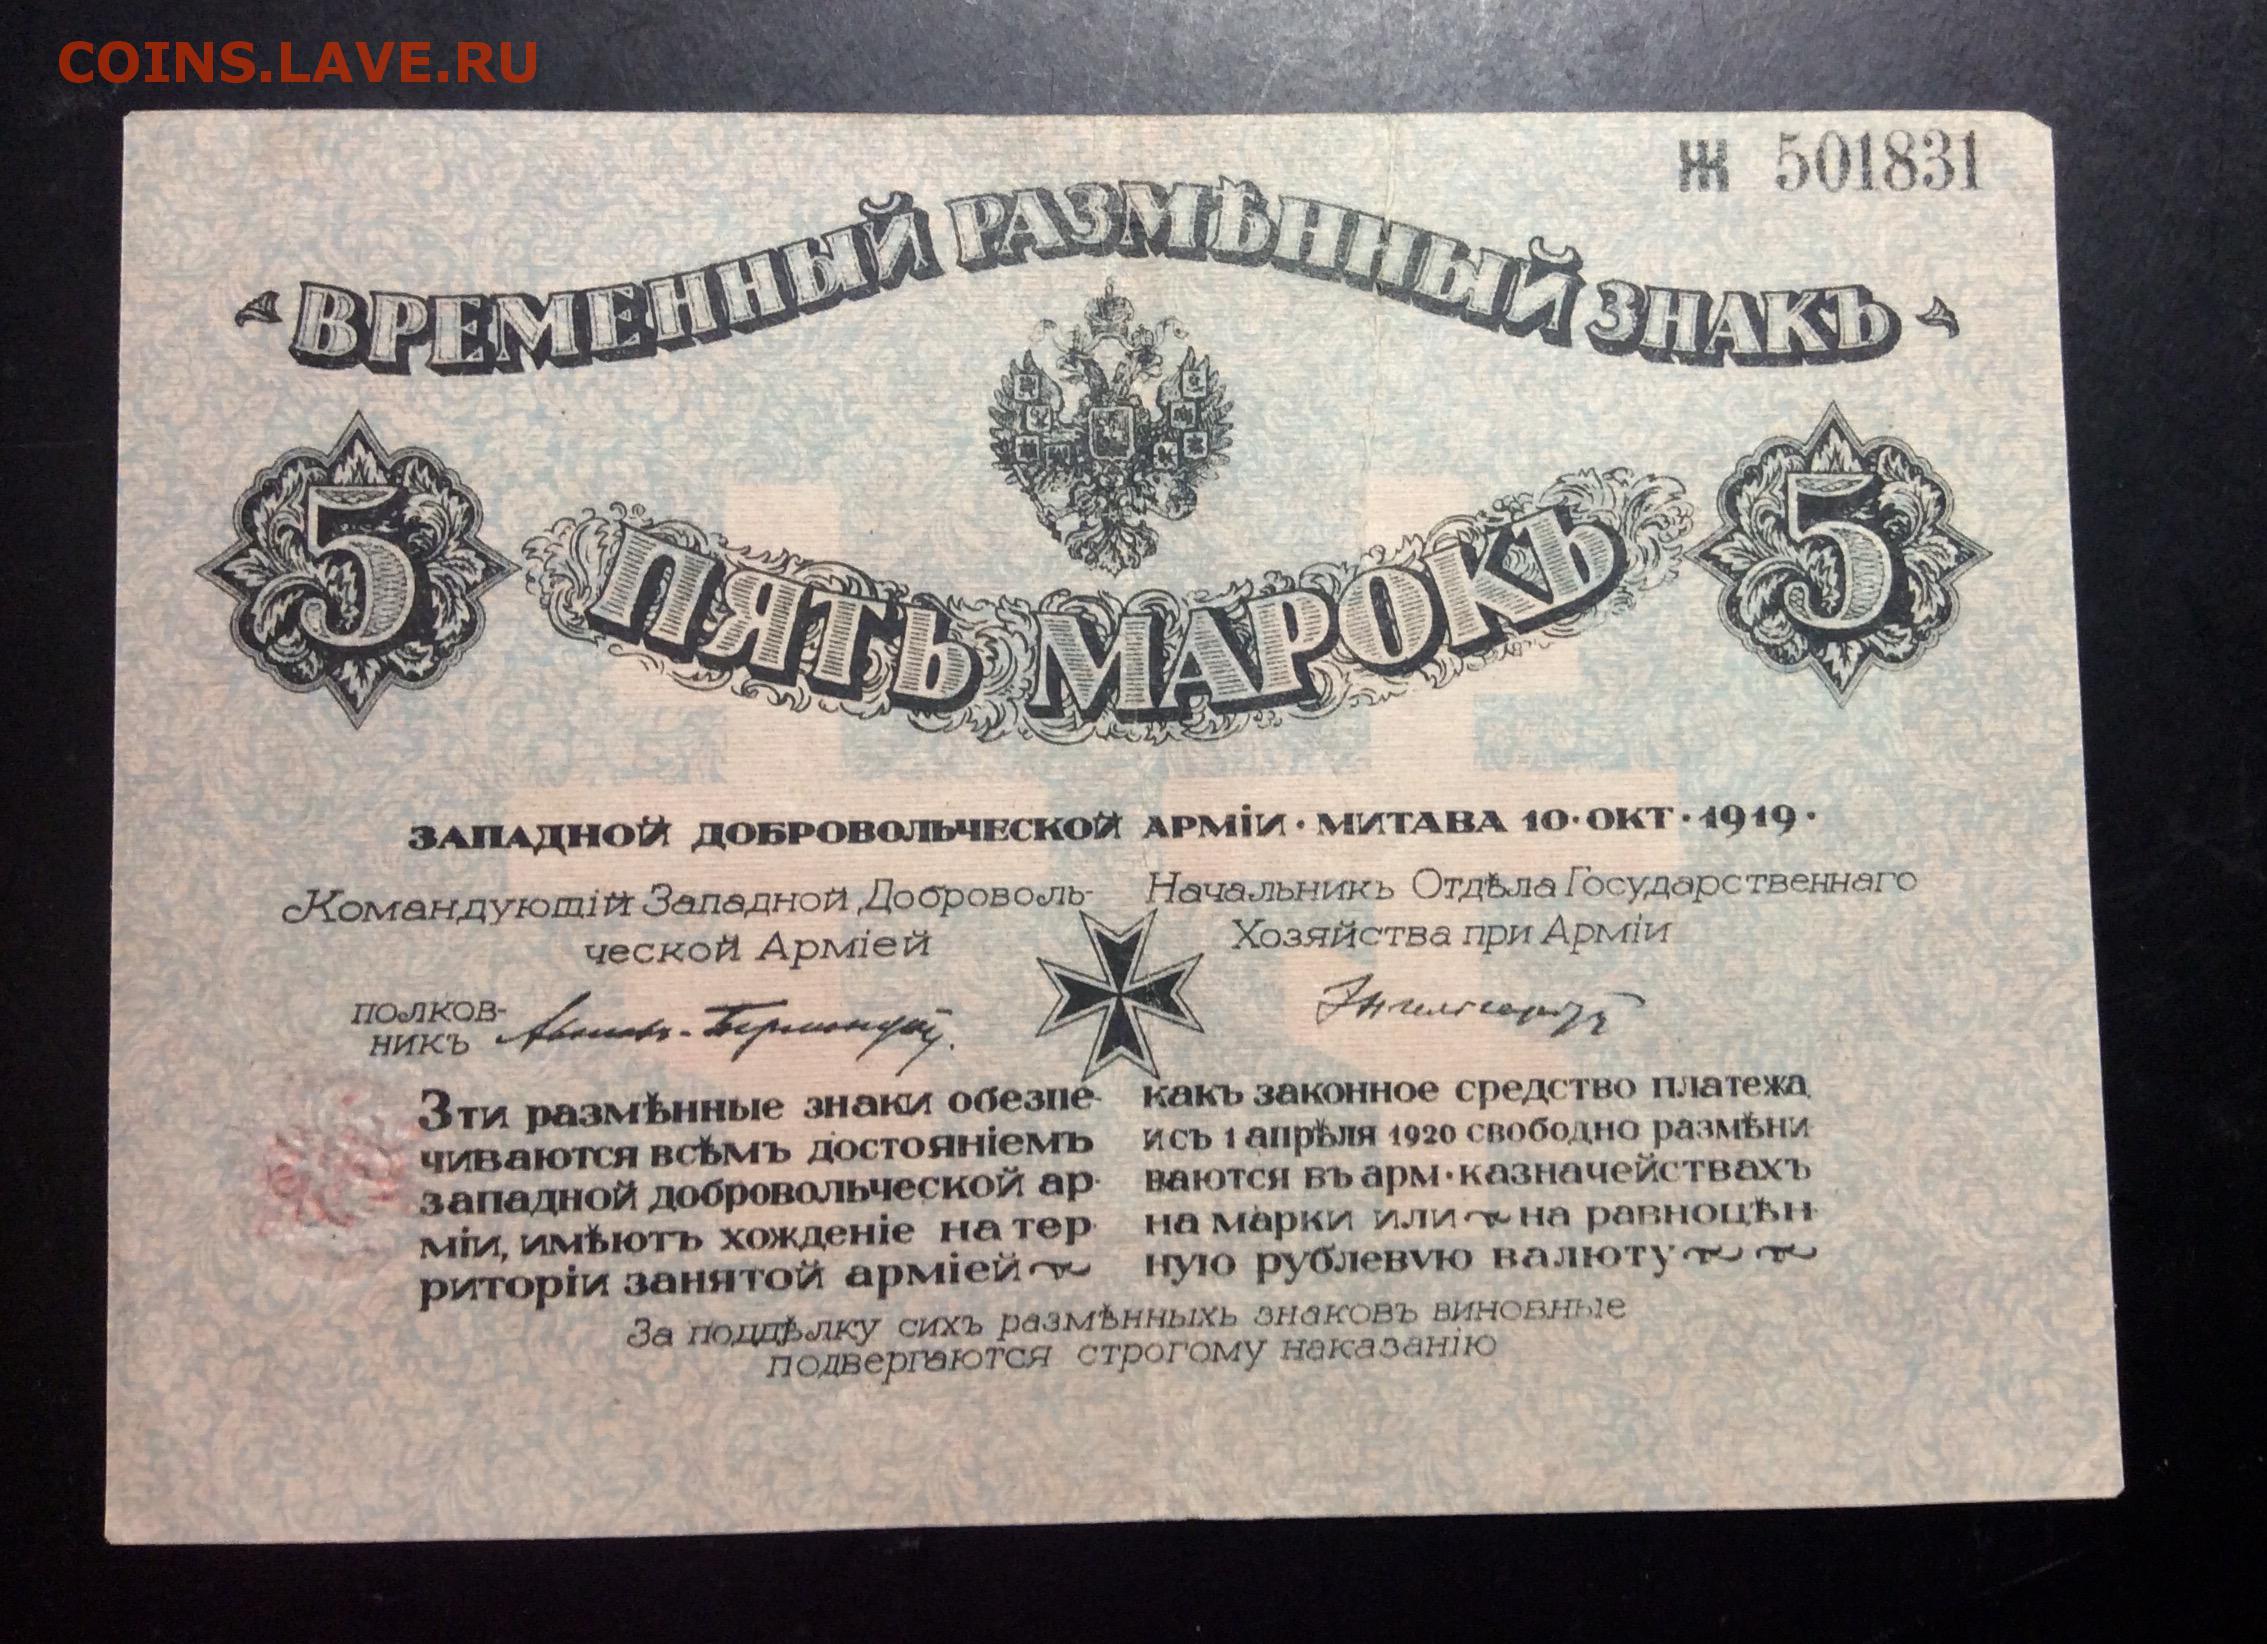 COINS.LAVE.RU
Ж 501831
ВРЕМЕННЫЙ РАЗМѢННЫЙ ЗНАКЪ
5 ПЯТЬ МАРОКЪ 5
ЗАПАДНОЙ ДОБРОВОЛЬЧЕСКОЙ АРМІИ · МИТАВА 10 · ОКТ · 1919 ·
Командующій Западной Доброволь-
ческой Арміей
полков-
никъ Аваловъ-Бермондтъ.
Начальникъ Отдѣла Государственнаго
Хозяйства при Арміи
Эти размѣнные знаки обезпе-
чиваются всѣмъ достояніемъ
западной добровольческой ар-
міи, имѣютъ хожденіе на тер-
риторіи занятой арміей
какъ законное средство платежа
и съ 1 апрѣля 1920 свободно размѣни
ваются въ арм · казначействахъ
на марки или на равноцѣн-
ную рублевую валюту
За поддѣлку сихъ размѣнныхъ знаковъ виновные
подвергаются строгому наказанію